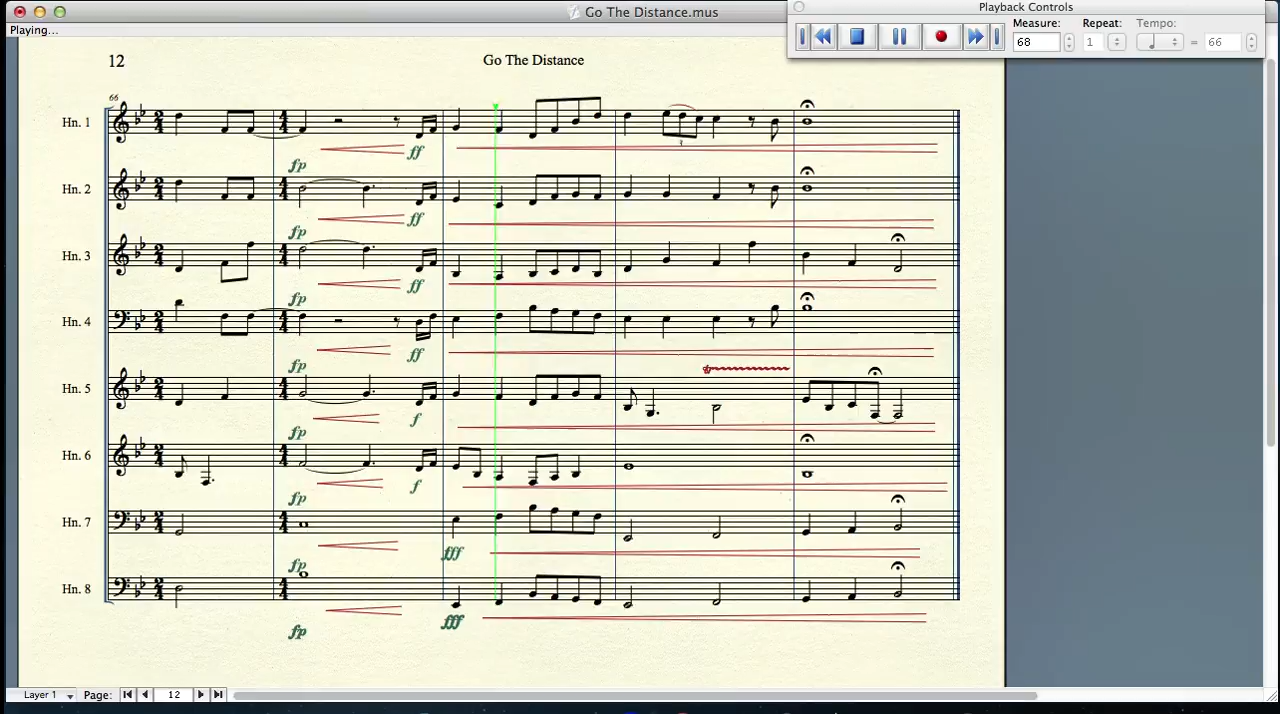 Go The Distance.mus
Playback Controls
Playing...
Measure: Repeat: Tempo:
68 1 = 66
12 Go The Distance
66
Hn. 1
fp ff
Hn. 2
fp ff
Hn. 3
fp ff
Hn. 4
fp ff
Hn. 5
fp f
Hn. 6
fp f
Hn. 7
fp fff
Hn. 8
fp fff
Layer 1 Page: 12